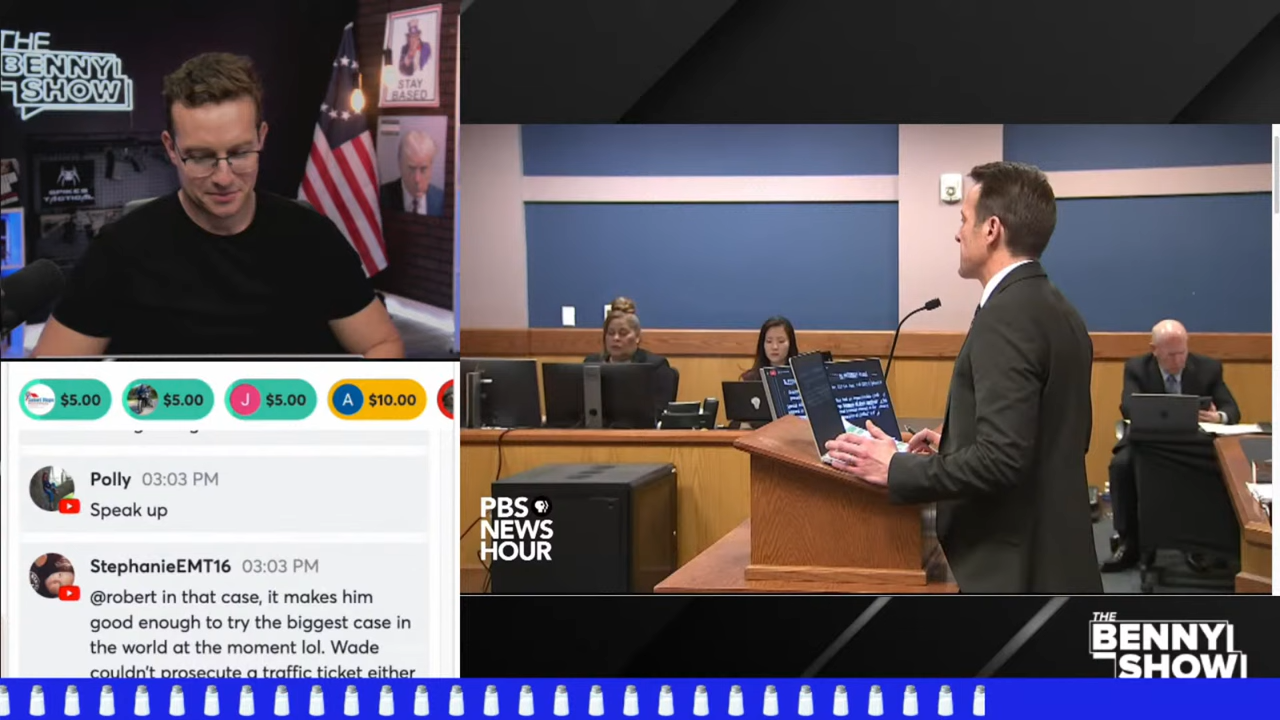 THE
BENNY
SHOW
STAY
BASED
SPIKE'S
TACTICAL
$5.00
$5.00
J $5.00
A $10.00
Polly 03:03 PM
Speak up
StephanieEMT16 03:03 PM
@robert in that case, it makes him
good enough to try the biggest case in
the world at the moment lol. Wade
couldn't prosecute a traffic ticket either
PBS
NEWS
HOUR
THE
BENNY
SHOW